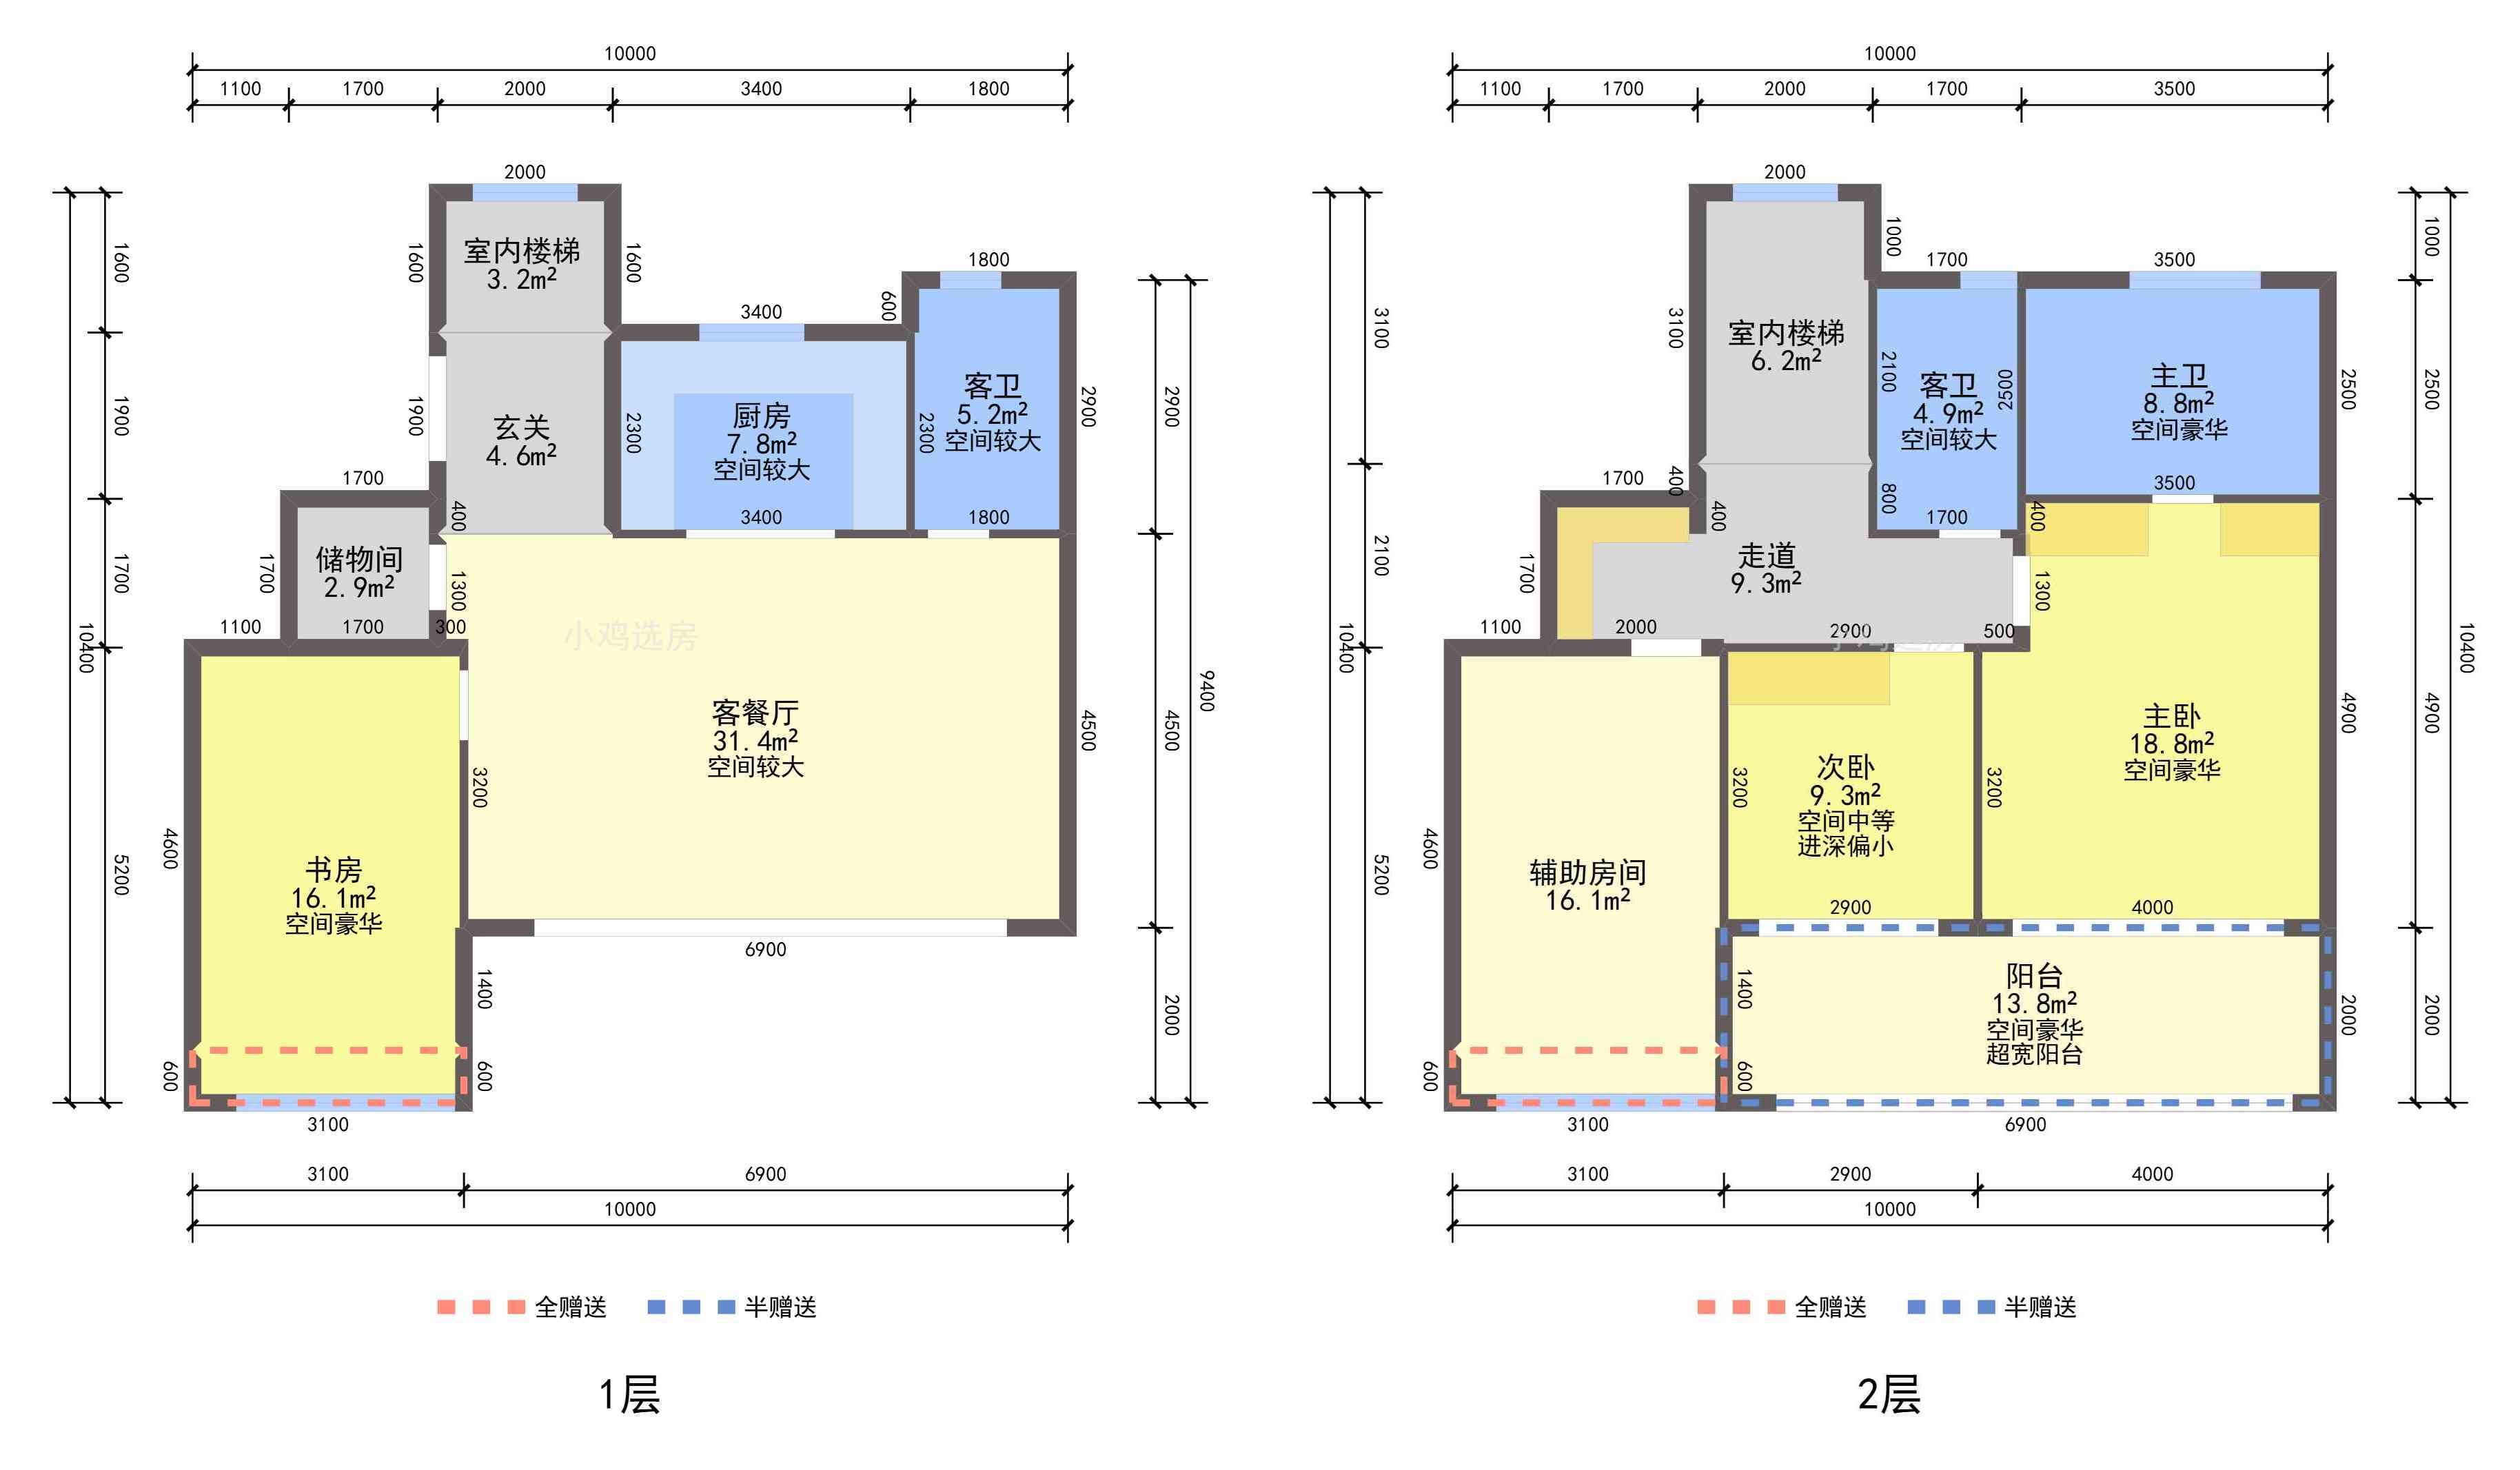 10000
1100 1700 2000 3400 1800
2000
1600
1600
1600
室内楼梯
3.2m²
1800
600
3400
1900
1900
玄关
4.6m²
2300
厨房
7.8m²
空间较大
2300
客卫
5.2m²
空间较大
2900
2900
1700
400
3400
1800
1700
1700
储物间
2.9m²
1300
1100
1700
300
10400
小鸡选房
9400
客餐厅
31.4m²
空间较大
4500
4500
3200
4600
5200
书房
16.1m²
空间豪华
6900
1400
2000
600
600
3100
3100 6900
10000
全赠送 半赠送
1层
10000
1100 1700 2000 1700 3500
2000
1000
1000
1700
3500
3100
3100
室内楼梯
6.2m²
2100
客卫
4.9m²
空间较大
2500
主卫
8.8m²
空间豪华
2500
2500
1700
400
400
800
1700
3500
400
2100
1700
走道
9.3m²
1300
1100
2000
2900
500
10400
10400
主卧
18.8m²
空间豪华
4900
4900
次卧
9.3m²
空间中等
进深偏小
3200
3200
4600
5200
辅助房间
16.1m²
2900
4000
1400
阳台
13.8m²
空间豪华
超宽阳台
2000
2000
600
600
3100
6900
3100 2900 4000
10000
全赠送 半赠送
2层